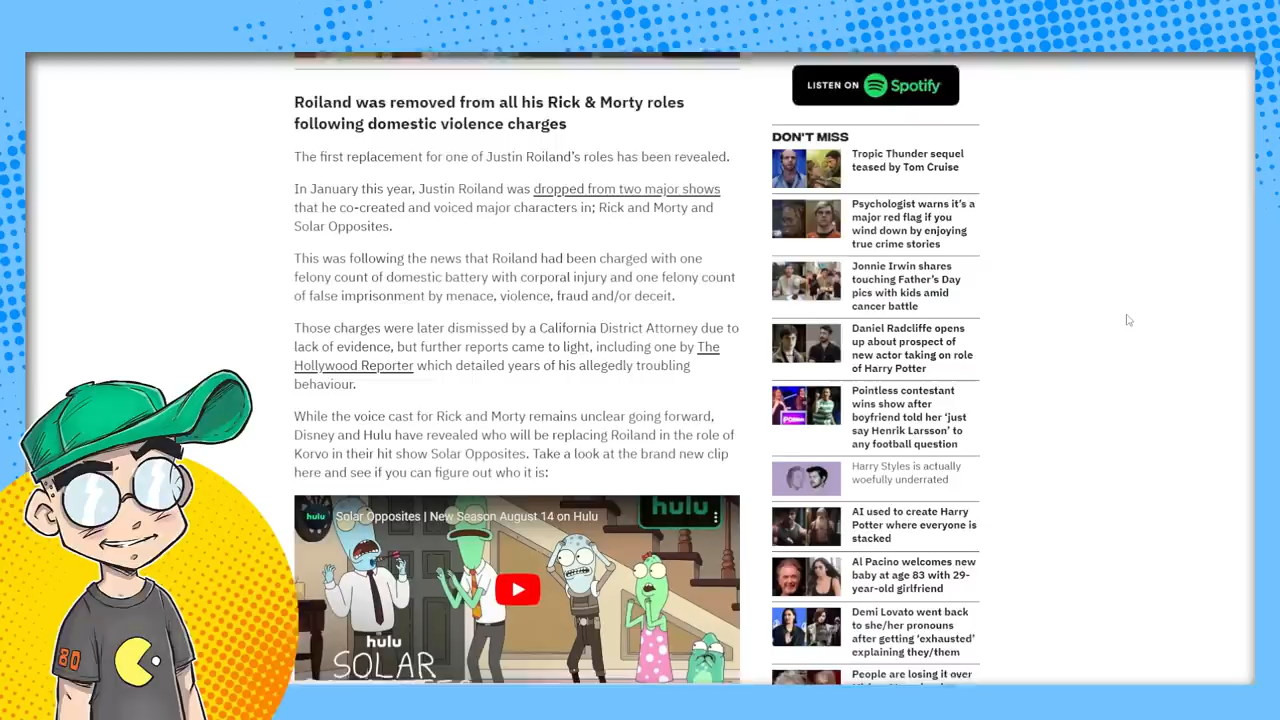 Roiland was removed from all his Rick & Morty roles
following domestic violence charges
The first replacement for one of Justin Roiland's roles has been revealed.
In January this year, Justin Roiland was dropped from two major shows
that he co-created and voiced major characters in; Rick and Morty and
Solar Opposites.
This was following the news that Roiland had been charged with one
felony count of domestic battery with corporal injury and one felony count
of false imprisonment by menace, violence, fraud and/or deceit.
Those charges were later dismissed by a California District Attorney due to
lack of evidence, but further reports came to light, including one by The
Hollywood Reporter which detailed years of his allegedly troubling
behaviour.
While the voice cast for Rick and Morty remains unclear going forward,
Disney and Hulu have revealed who will be replacing Roiland in the role of
Korvo in their hit show Solar Opposites. Take a look at the brand new clip
here and see if you can figure out who it is:
hulu
Solar Opposites | New Season August 14 on Hulu
hulu
hulu
SOLAR
LISTEN ON Spotify
DON'T MISS
Tropic Thunder sequel
teased by Tom Cruise
Psychologist warns it's a
major red flag if you
wind down by enjoying
true crime stories
Jonnie Irwin shares
touching Father's Day
pics with kids amid
cancer battle
Daniel Radcliffe opens
up about prospect of
new actor taking on role
of Harry Potter
Pointless contestant
wins show after
boyfriend told her 'just
say Henrik Larsson' to
any football question
Harry Styles is actually
woefully underrated
AI used to create Harry
Potter where everyone is
stacked
Al Pacino welcomes new
baby at age 83 with 29-
year-old girlfriend
Demi Lovato went back
to she/her pronouns
after getting 'exhausted'
explaining they/them
People are losing it over
80